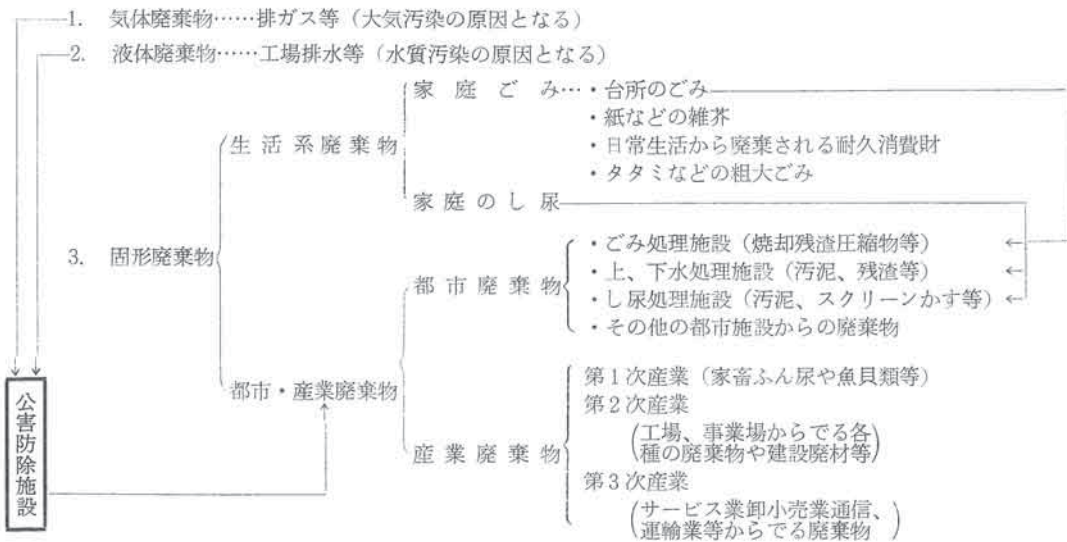 1. 気体廃棄物……排ガス等（大気汚染の原因となる）
2. 液体廃棄物……工場排水等（水質汚染の原因となる）
家庭ごみ…・台所のごみ
・紙などの雑芥
生活系廃棄物
・日常生活から廃棄される耐久消費財
・タタミなどの粗大ごみ
家庭のし尿
3. 固形廃棄物
・ごみ処理施設（焼却残渣圧縮物等）
・上、下水処理施設（汚泥、残渣等）
都市廃棄物
・し尿処理施設（汚泥、スクリーンかす等）
・その他の都市施設からの廃棄物
都市・産業廃棄物
第1次産業（家畜ふん尿や魚貝類等）
第2次産業
（工場、事業場からでる各
種の廃棄物や建設廃材等）
産業廃棄物
第3次産業
（サービス業卸小売業通信、
運輸業等からでる廃棄物）
公害防除施設